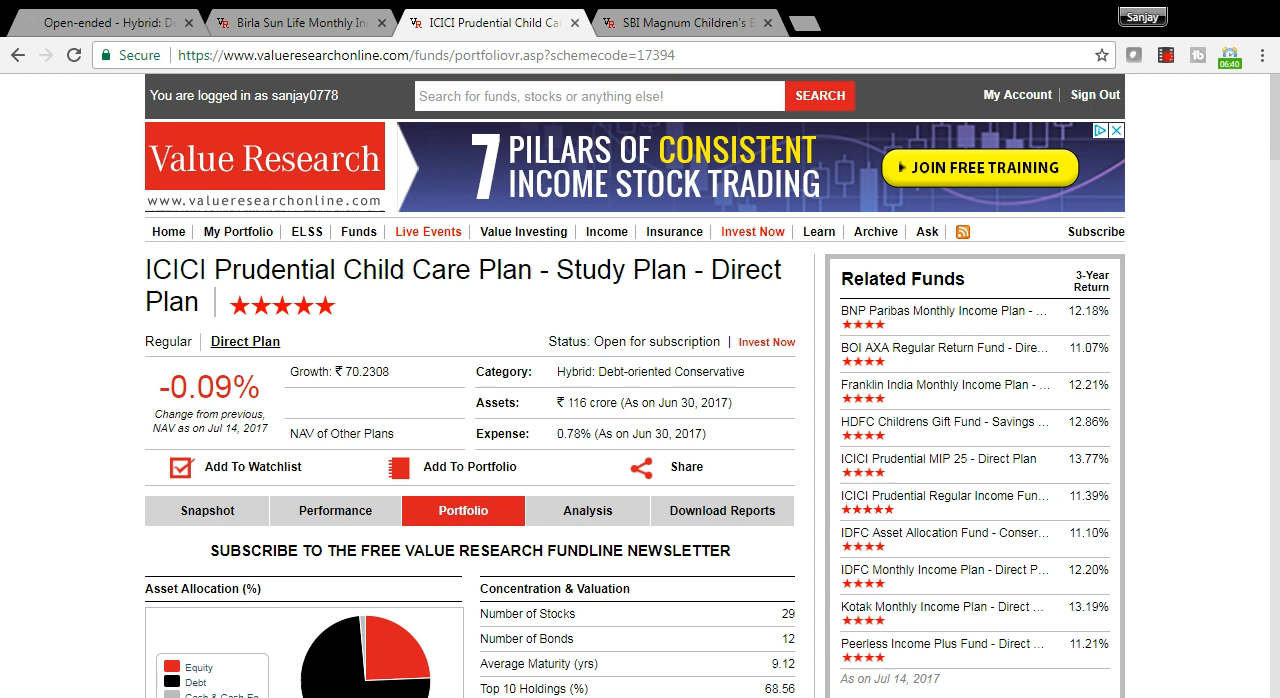 Sanjay
Open-ended - Hybrid: De
Birla Sun Life Monthly In
ICICI Prudential Child Ca
SBI Magnum Children's B
Secure https://www.valueresearchonline.com/funds/portfoliovr.asp?schemecode=17394
06:40
You are logged in as sanjay0778
Search for funds, stocks or anything else!
SEARCH
My Account
Sign Out
Value Research
www.valueresearchonline.com
7 PILLARS OF CONSISTENT
INCOME STOCK TRADING
JOIN FREE TRAINING
Home My Portfolio ELSS Funds Live Events Value Investing Income Insurance Invest Now Learn Archive Ask Subscribe
ICICI Prudential Child Care Plan - Study Plan - Direct
Plan ★★★★★
Regular Direct Plan
Status: Open for subscription | Invest Now
-0.09%
Change from previous,
NAV as on Jul 14, 2017
Growth: ₹ 70.2308
NAV of Other Plans
Category: Hybrid: Debt-oriented Conservative
Assets: ₹ 116 crore (As on Jun 30, 2017)
Expense: 0.78% (As on Jun 30, 2017)
Add To Watchlist
Add To Portfolio
Share
Snapshot Performance Portfolio Analysis Download Reports
SUBSCRIBE TO THE FREE VALUE RESEARCH FUNDLINE NEWSLETTER
Asset Allocation (%)
Equity
Debt
Cash & Cash Eq
Concentration & Valuation
Number of Stocks 29
Number of Bonds 12
Average Maturity (yrs) 9.12
Top 10 Holdings (%) 68.56
Related Funds
3-Year
Return
BNP Paribas Monthly Income Plan - ... 12.18%
★★★★
BOI AXA Regular Return Fund - Dire... 11.07%
★★★★
Franklin India Monthly Income Plan - ... 12.21%
★★★★
HDFC Childrens Gift Fund - Savings ... 12.86%
★★★★
ICICI Prudential MIP 25 - Direct Plan 13.77%
★★★★
ICICI Prudential Regular Income Fun... 11.39%
★★★★★
IDFC Asset Allocation Fund - Conser... 11.10%
★★★★
IDFC Monthly Income Plan - Direct P... 12.20%
★★★★
Kotak Monthly Income Plan - Direct ... 13.19%
★★★★
Peerless Income Plus Fund - Direct ... 11.21%
★★★★
As on Jul 14, 2017